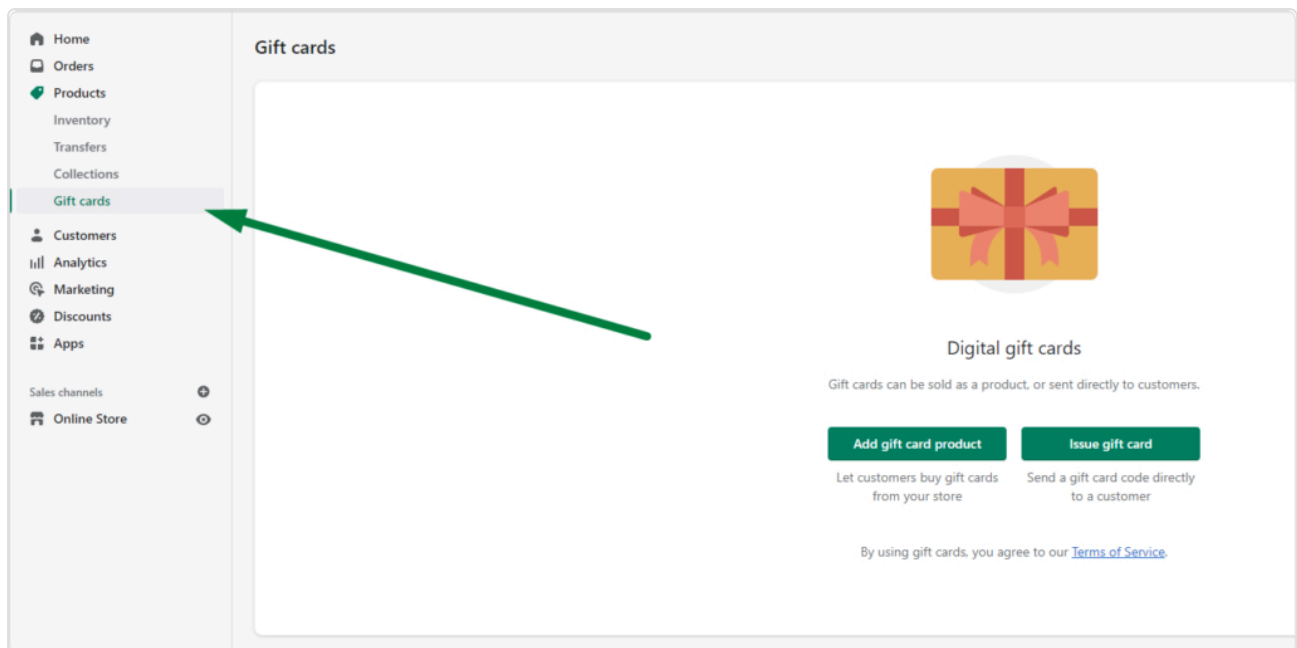 Home
Orders
Products
Inventory
Transfers
Collections
Gift cards
Customers
Analytics
Marketing
Discounts
Apps
Sales channels
Online Store
Gift cards
Digital gift cards
Gift cards can be sold as a product, or sent directly to customers.
Add gift card product
Let customers buy gift cards
from your store
Issue gift card
Send a gift card code directly
to a customer
By using gift cards, you agree to our Terms of Service.